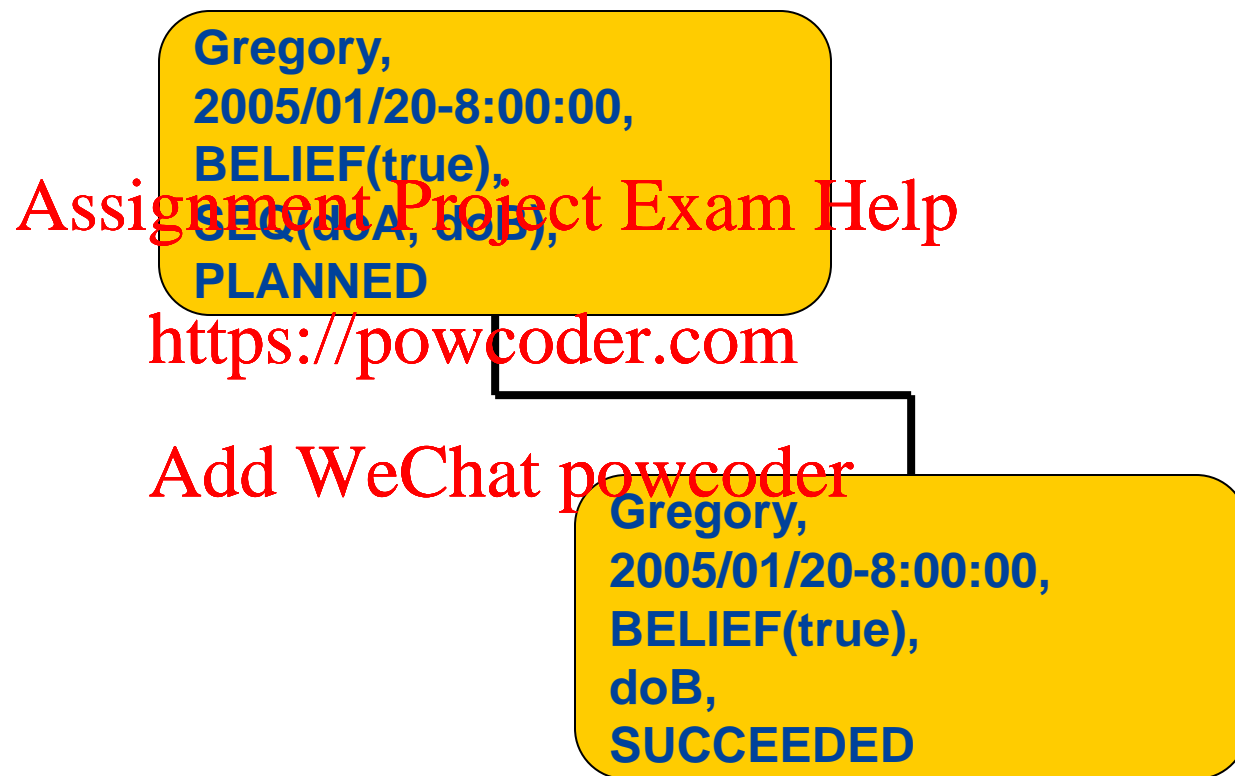 Gregory,
2005/01/20-8:00:00,
BELIEF(true),
Assignment Project Exam Help
SEQ(doA, doB),
PLANNED
https://powcoder.com
Add WeChat powcoder
Gregory,
2005/01/20-8:00:00,
BELIEF(true),
doB,
SUCCEEDED